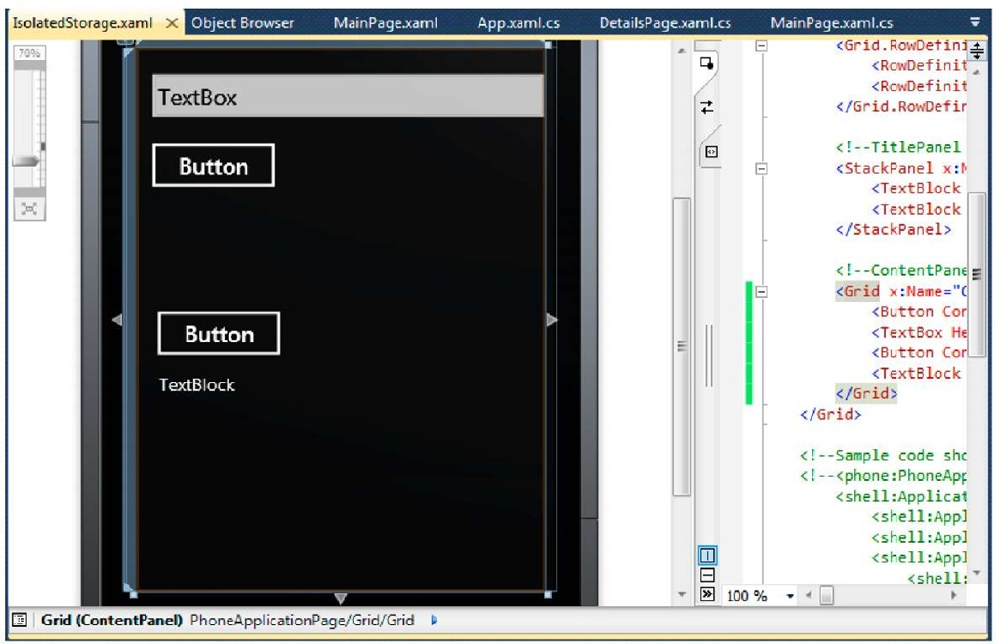 IsolatedStorage.xaml × Object Browser MainPage.xaml App.xaml.cs DetailsPage.xaml.cs MainPage.xaml.cs
70%
TextBox
Button
Button
TextBlock
<Grid.RowDefini
<RowDefinit
<RowDefinit
</Grid.RowDefin
<!--TitlePanel
<StackPanel x:N
<TextBlock
<TextBlock
</StackPanel>
<!--ContentPane
<Grid x:Name="C
<Button Con
<TextBox He
<Button Con
<TextBlock
</Grid>
</Grid>
<!--Sample code sho
<!--<phone:PhoneApp
<shell:Applicat
<shell:Appl
<shell:Appl
<shell:Appl
<shell:
100 %
Grid (ContentPanel) PhoneApplicationPage/Grid/Grid